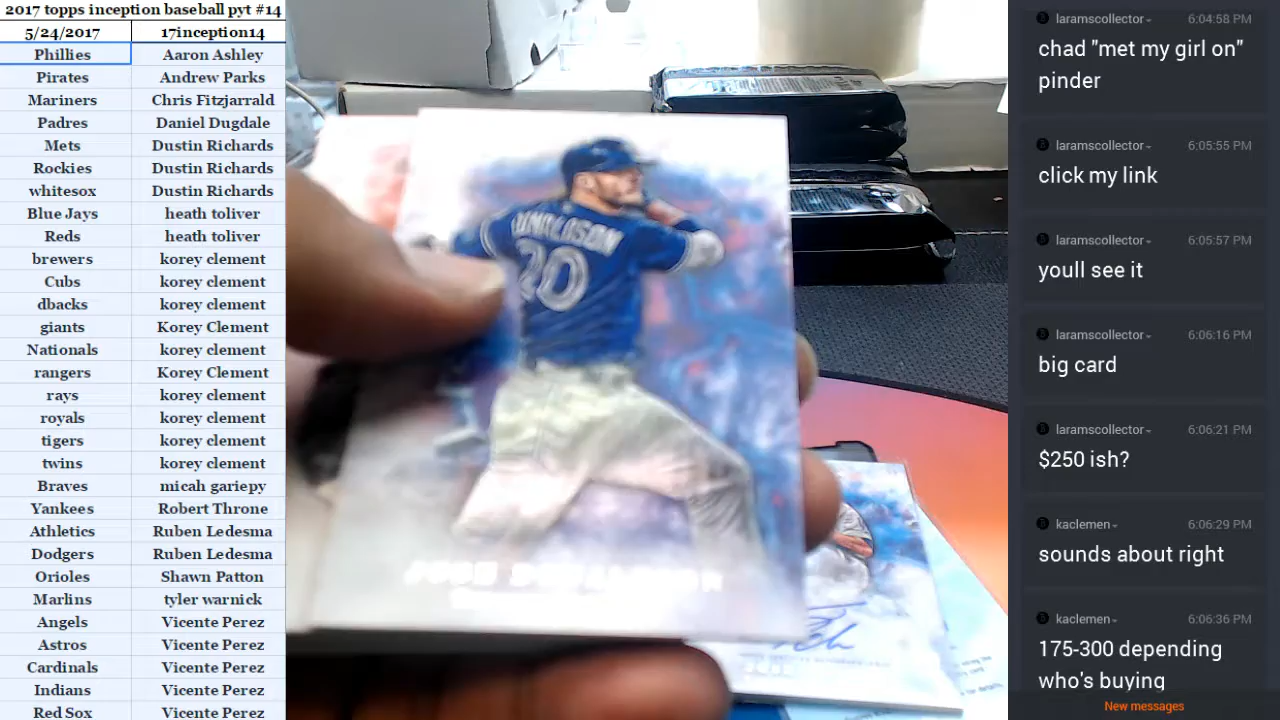 2017 topps inception baseball pyt #14
5/24/2017 17inception14
Phillies Aaron Ashley
Pirates Andrew Parks
Mariners Chris Fitzjarrald
Padres Daniel Dugdale
Mets Dustin Richards
Rockies Dustin Richards
whitesox Dustin Richards
Blue Jays heath toliver
Reds heath toliver
brewers korey clement
Cubs korey clement
dbacks korey clement
giants Korey Clement
Nationals korey clement
rangers Korey Clement
rays korey clement
royals korey clement
tigers korey clement
twins korey clement
Braves micah gariepy
Yankees Robert Throne
Athletics Ruben Ledesma
Dodgers Ruben Ledesma
Orioles Shawn Patton
Marlins tyler warnick
Angels Vicente Perez
Astros Vicente Perez
Cardinals Vicente Perez
Indians Vicente Perez
Red Sox Vicente Perez
DONALDSON
20
JOSH DONALDSON
laramscollector 6:04:58 PM
chad "met my girl on"
pinder
laramscollector 6:05:55 PM
click my link
laramscollector 6:05:57 PM
youll see it
laramscollector 6:06:16 PM
big card
laramscollector 6:06:21 PM
$250 ish?
kaclemen 6:06:29 PM
sounds about right
kaclemen 6:06:36 PM
175-300 depending
who's buying
New messages